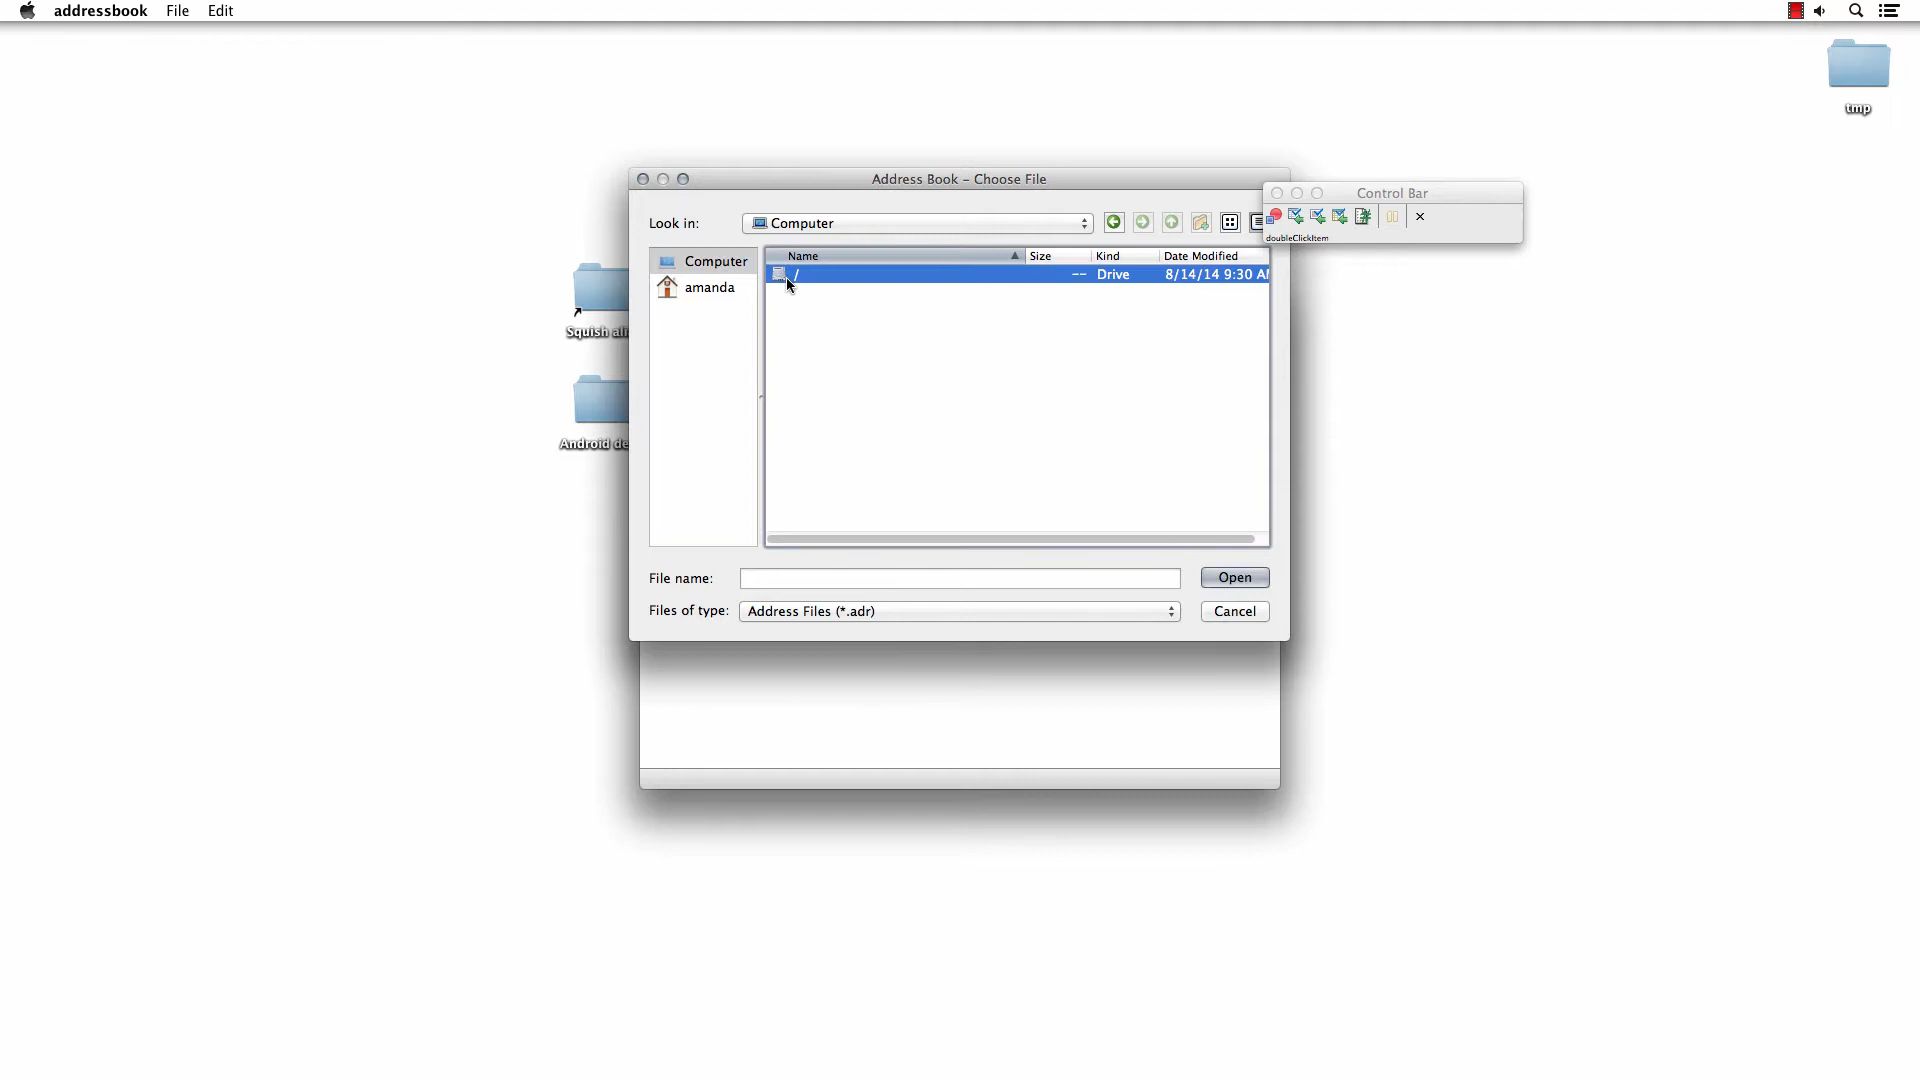 addressbook File Edit
tmp
Address Book – Choose File
Control Bar
Look in: Computer
doubleClickItem
Computer
amanda
Name Size Kind Date Modified
/ -- Drive 8/14/14 9:30 AM
Squish ali
Android de
File name: Open
Files of type: Address Files (*.adr) Cancel